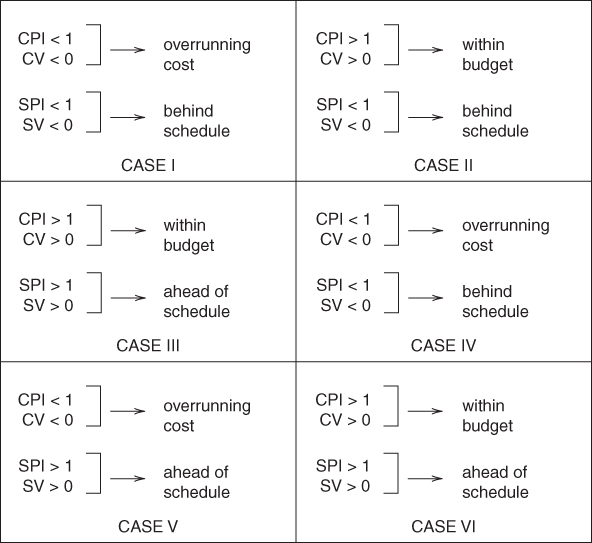 CPI < 1
CV < 0
overrunning
cost
SPI < 1
SV < 0
behind
schedule
CASE I
CPI > 1
CV > 0
within
budget
SPI < 1
SV < 0
behind
schedule
CASE II
CPI > 1
CV > 0
within
budget
SPI > 1
SV > 0
ahead of
schedule
CASE III
CPI < 1
CV < 0
overrunning
cost
SPI < 1
SV < 0
behind
schedule
CASE IV
CPI < 1
CV < 0
overrunning
cost
SPI > 1
SV > 0
ahead of
schedule
CASE V
CPI > 1
CV > 0
within
budget
SPI > 1
SV > 0
ahead of
schedule
CASE VI